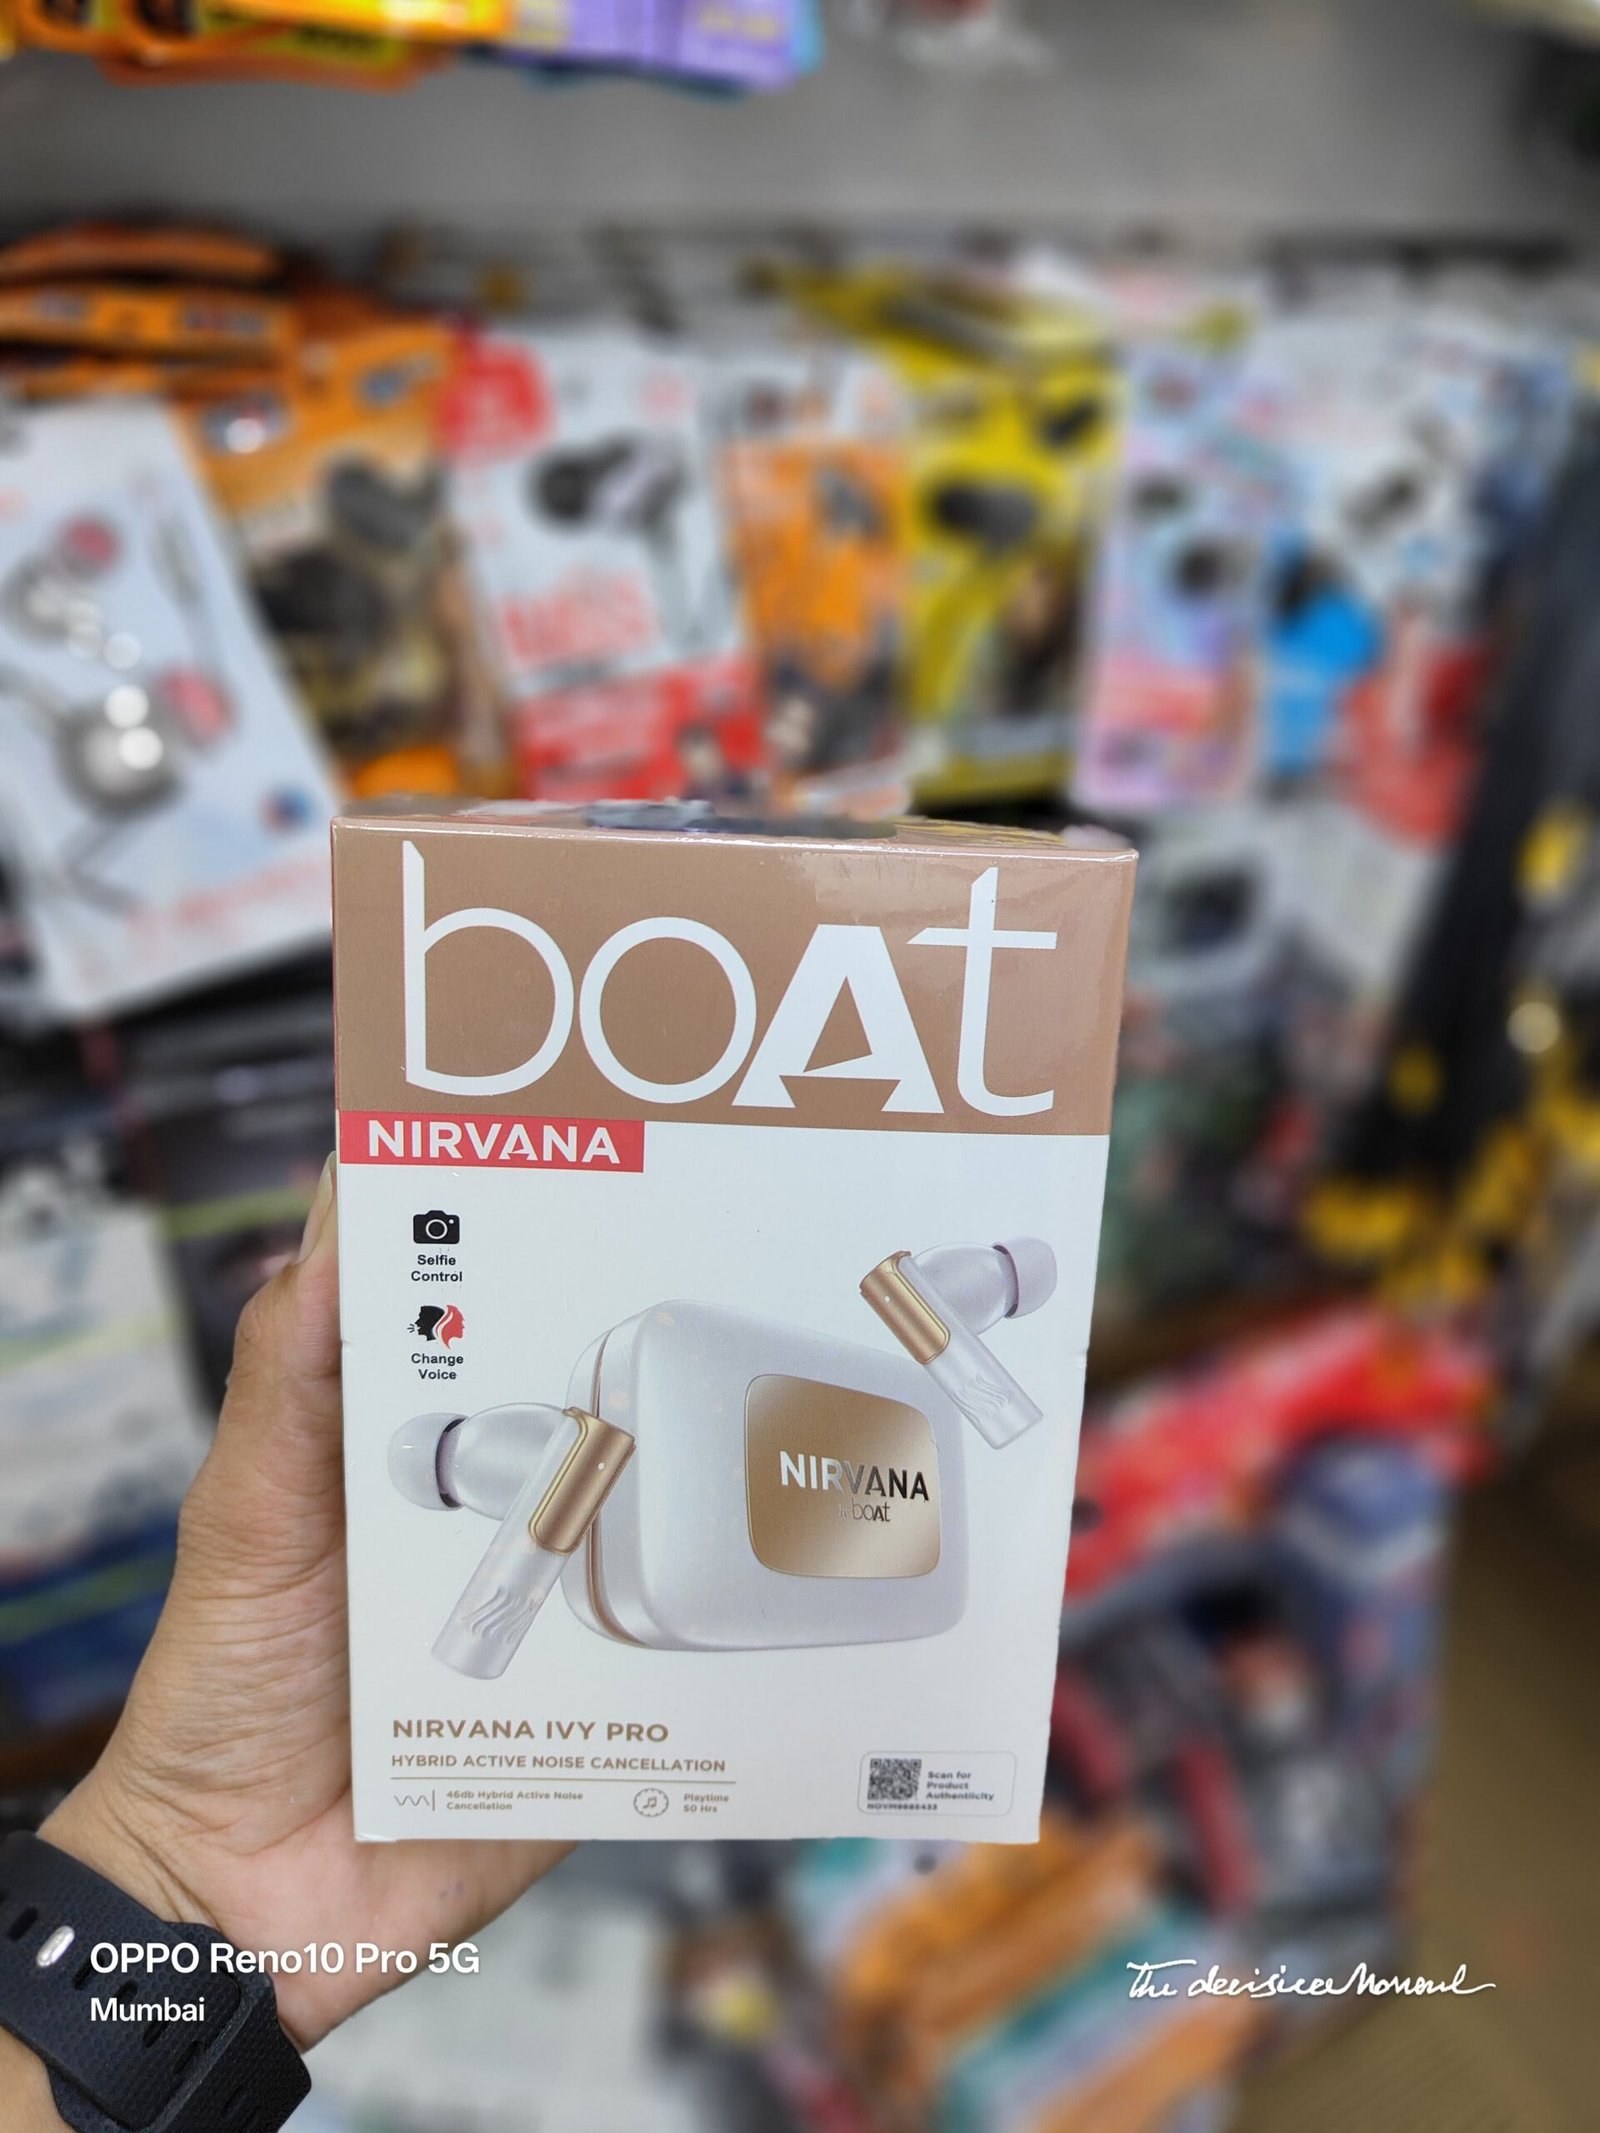 boAt
NIRVANA
Selfie
Control
Change
Voice
NIRVANA
boAt
NIRVANA IVY PRO
HYBRID ACTIVE NOISE CANCELLATION
46db Hybrid Active Noise
Cancellation
Playtime
50 Hrs
Scan for
Product
Authenticity
OPPO Reno10 Pro 5G
Mumbai